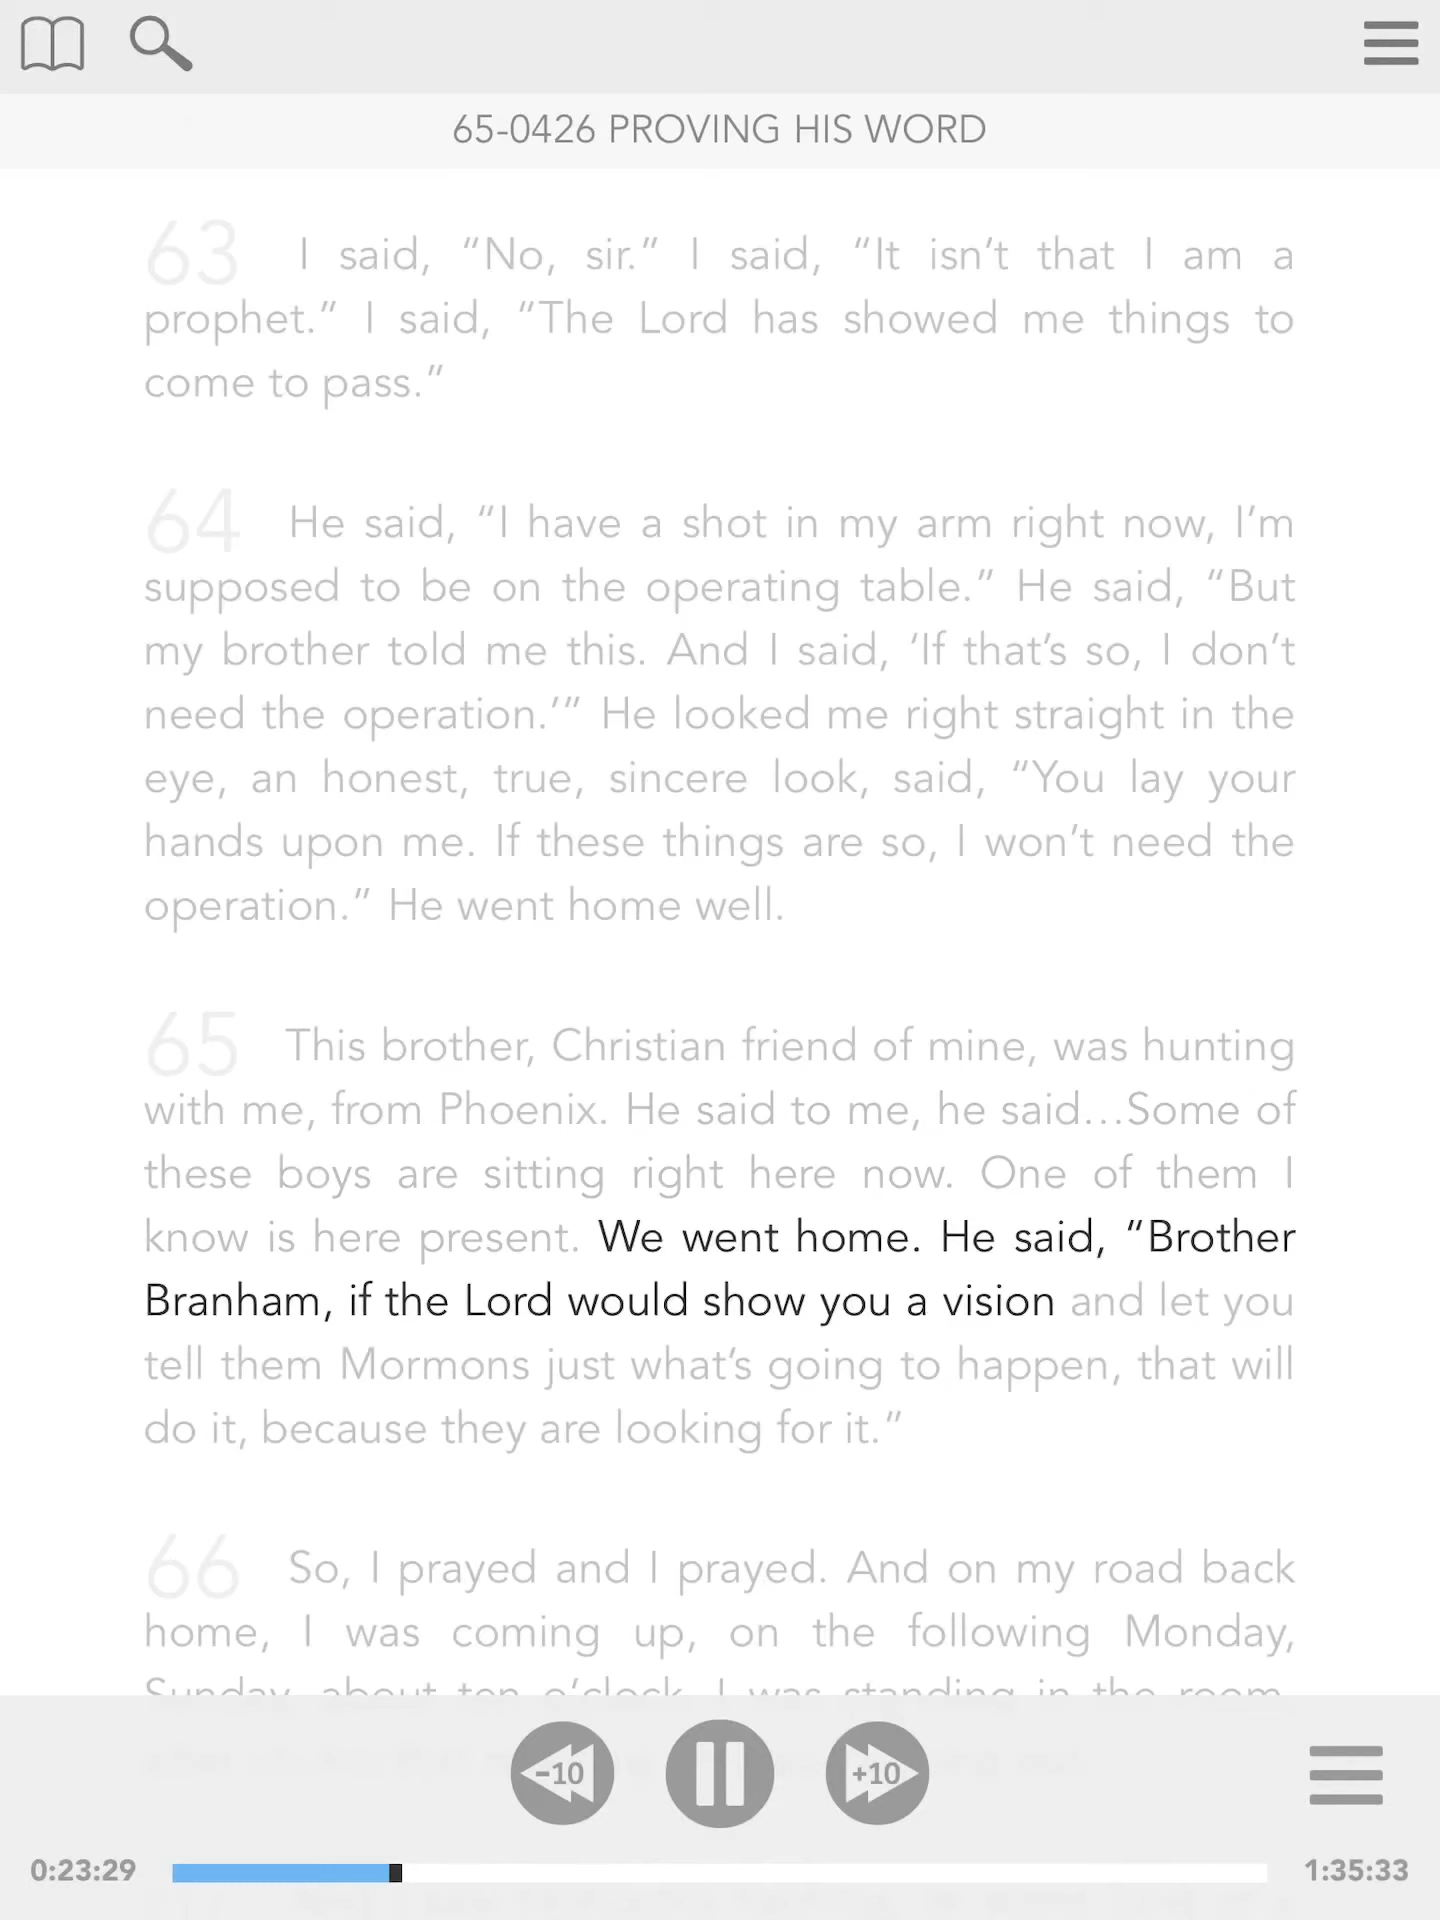 65-0426 PROVING HIS WORD
63 I said, “No, sir.” I said, “It isn’t that I am a
prophet.” I said, “The Lord has showed me things to
come to pass.”
64 He said, “I have a shot in my arm right now, I’m
supposed to be on the operating table.” He said, “But
my brother told me this. And I said, ‘If that’s so, I don’t
need the operation.’” He looked me right straight in the
eye, an honest, true, sincere look, said, “You lay your
hands upon me. If these things are so, I won’t need the
operation.” He went home well.
65 This brother, Christian friend of mine, was hunting
with me, from Phoenix. He said to me, he said…Some of
these boys are sitting right here now. One of them I
know is here present. We went home. He said, “Brother
Branham, if the Lord would show you a vision and let you
tell them Mormons just what’s going to happen, that will
do it, because they are looking for it.”
66 So, I prayed and I prayed. And on my road back
home, I was coming up, on the following Monday,
Sunday, about ten o’clock, I was standing in the room,
-10 +10
0:23:29 1:35:33